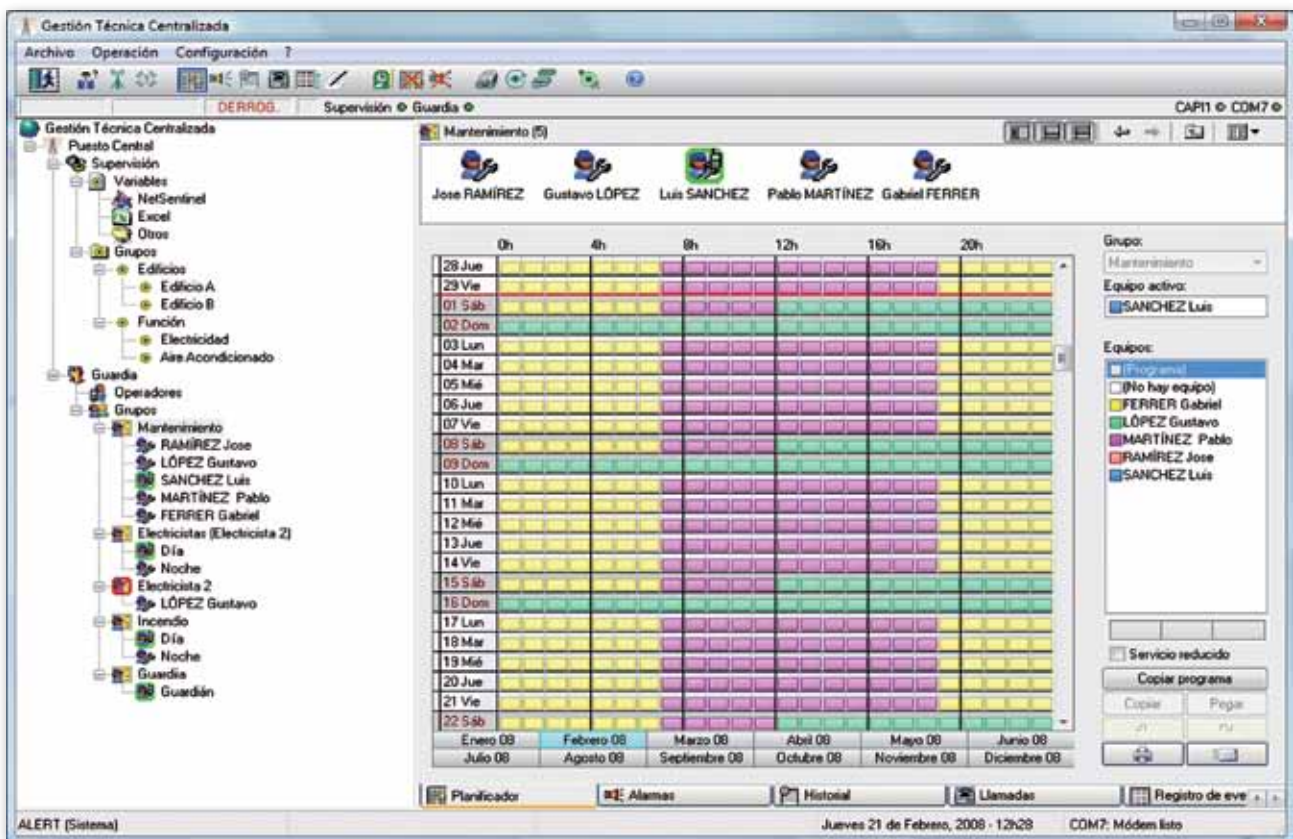 Gestión Técnica Centralizada
Archivo Operación Configuración ?
DERROG. Supervisión Guardia CAPI1 COM7
Gestión Técnica Centralizada
Puesto Central
Supervisión
Variables
NetSentinel
Excel
Otros
Grupos
Edificios
Edificio A
Edificio B
Función
Electricidad
Aire Acondicionado
Guardia
Operadores
Grupos
Mantenimiento
RAMÍREZ Jose
LÓPEZ Gustavo
SANCHEZ Luis
MARTÍNEZ Pablo
FERRER Gabriel
Electricistas (Electricista 2)
Día
Noche
Electricista 2
LÓPEZ Gustavo
Incendio
Día
Noche
Guardia
Guardián
Mantenimiento (5)
Jose RAMÍREZ Gustavo LÓPEZ Luis SANCHEZ Pablo MARTÍNEZ Gabriel FERRER
0h 4h 8h 12h 16h 20h
28 Jue
29 Vie
01 Sáb
02 Dom
03 Lun
04 Mar
05 Mié
06 Jue
07 Vie
08 Sáb
09 Dom
10 Lun
11 Mar
12 Mié
13 Jue
14 Vie
15 Sáb
16 Dom
17 Lun
18 Mar
19 Mié
20 Jue
21 Vie
22 Sáb
Enero 08 Febrero 08 Marzo 08 Abril 08 Mayo 08 Junio 08
Julio 08 Agosto 08 Septiembre 08 Octubre 08 Noviembre 08 Diciembre 08
Grupo:
Mantenimiento
Equipo activo:
SANCHEZ Luis
Equipos:
(Programa)
(No hay equipo)
FERRER Gabriel
LÓPEZ Gustavo
MARTÍNEZ Pablo
RAMÍREZ Jose
SANCHEZ Luis
Servicio reducido
Copiar programa
Copiar Pegar
Planificador Alarmas Historial Llamadas Registro de eve
ALERT (Sistema) Jueves 21 de Febrero, 2008 - 12h28 COM7: Módem listo